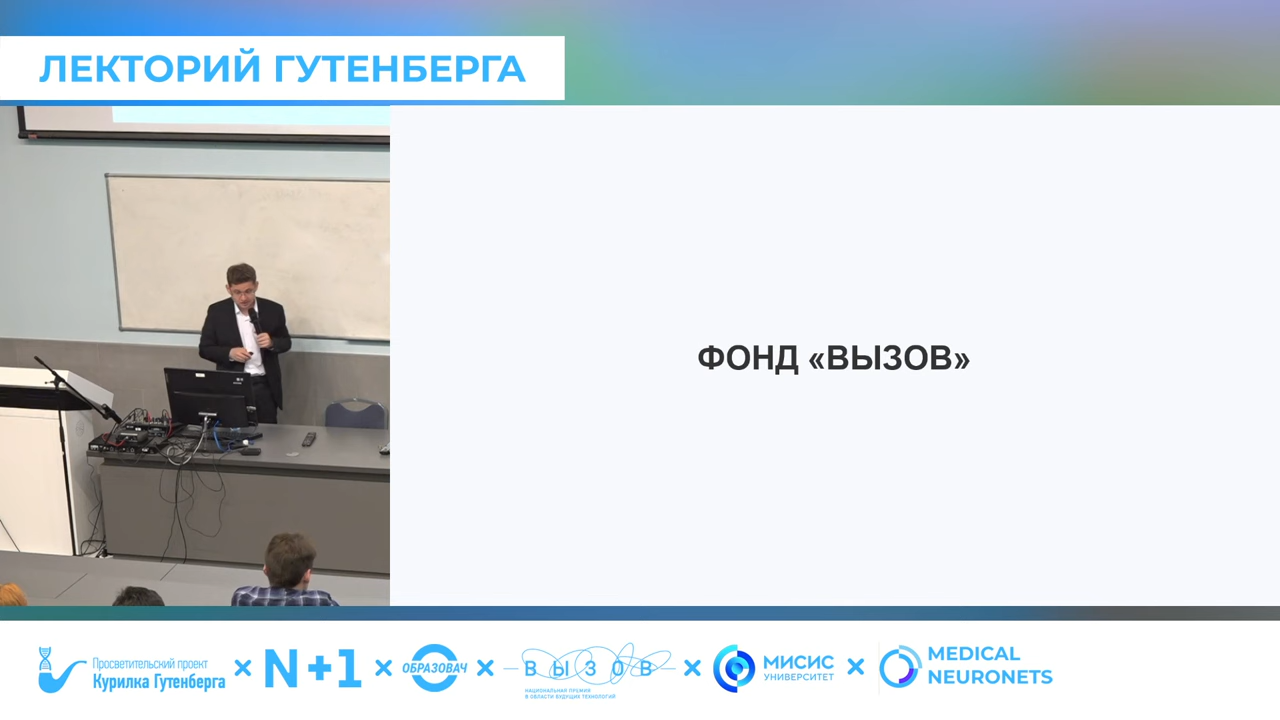 ЛЕКТОРИЙ ГУТЕНБЕРГА
ФОНД «ВЫЗОВ»
Просветительский проект
Курилка Гутенберга
×
N+1
×
ОБРАЗОВАЧ
×
ВЫЗОВ
НАЦИОНАЛЬНАЯ ПРЕМИЯ
В ОБЛАСТИ БУДУЩИХ ТЕХНОЛОГИЙ
×
МИСИС
УНИВЕРСИТЕТ
×
MEDICAL
NEURONETS